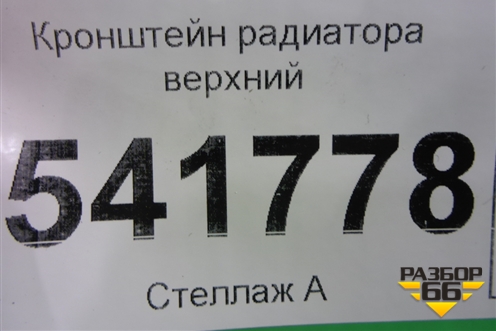 Кронштейн радиатора
верхний
541778
Стеллаж А
РАЗБОР
66